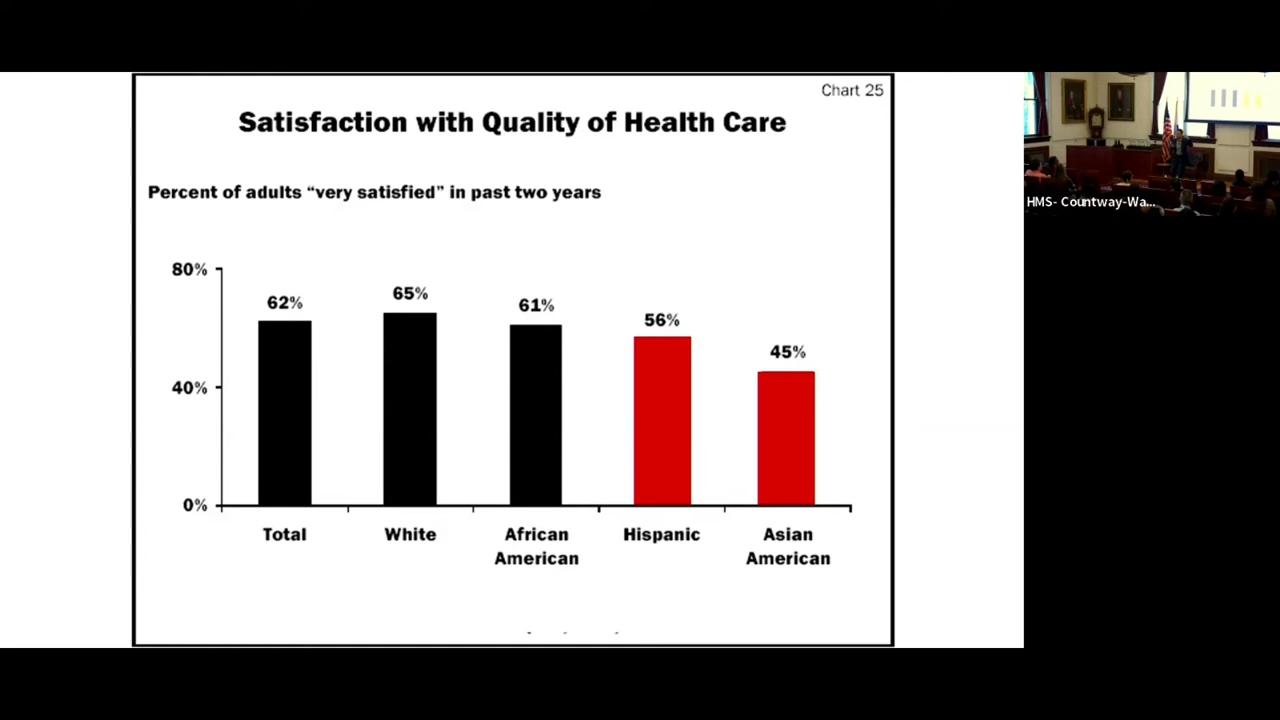 Chart 25
Satisfaction with Quality of Health Care
Percent of adults “very satisfied” in past two years
80%
40%
0%
62%
65%
61%
56%
45%
Total
White
African
American
Hispanic
Asian
American
HMS- Countway-Wa...